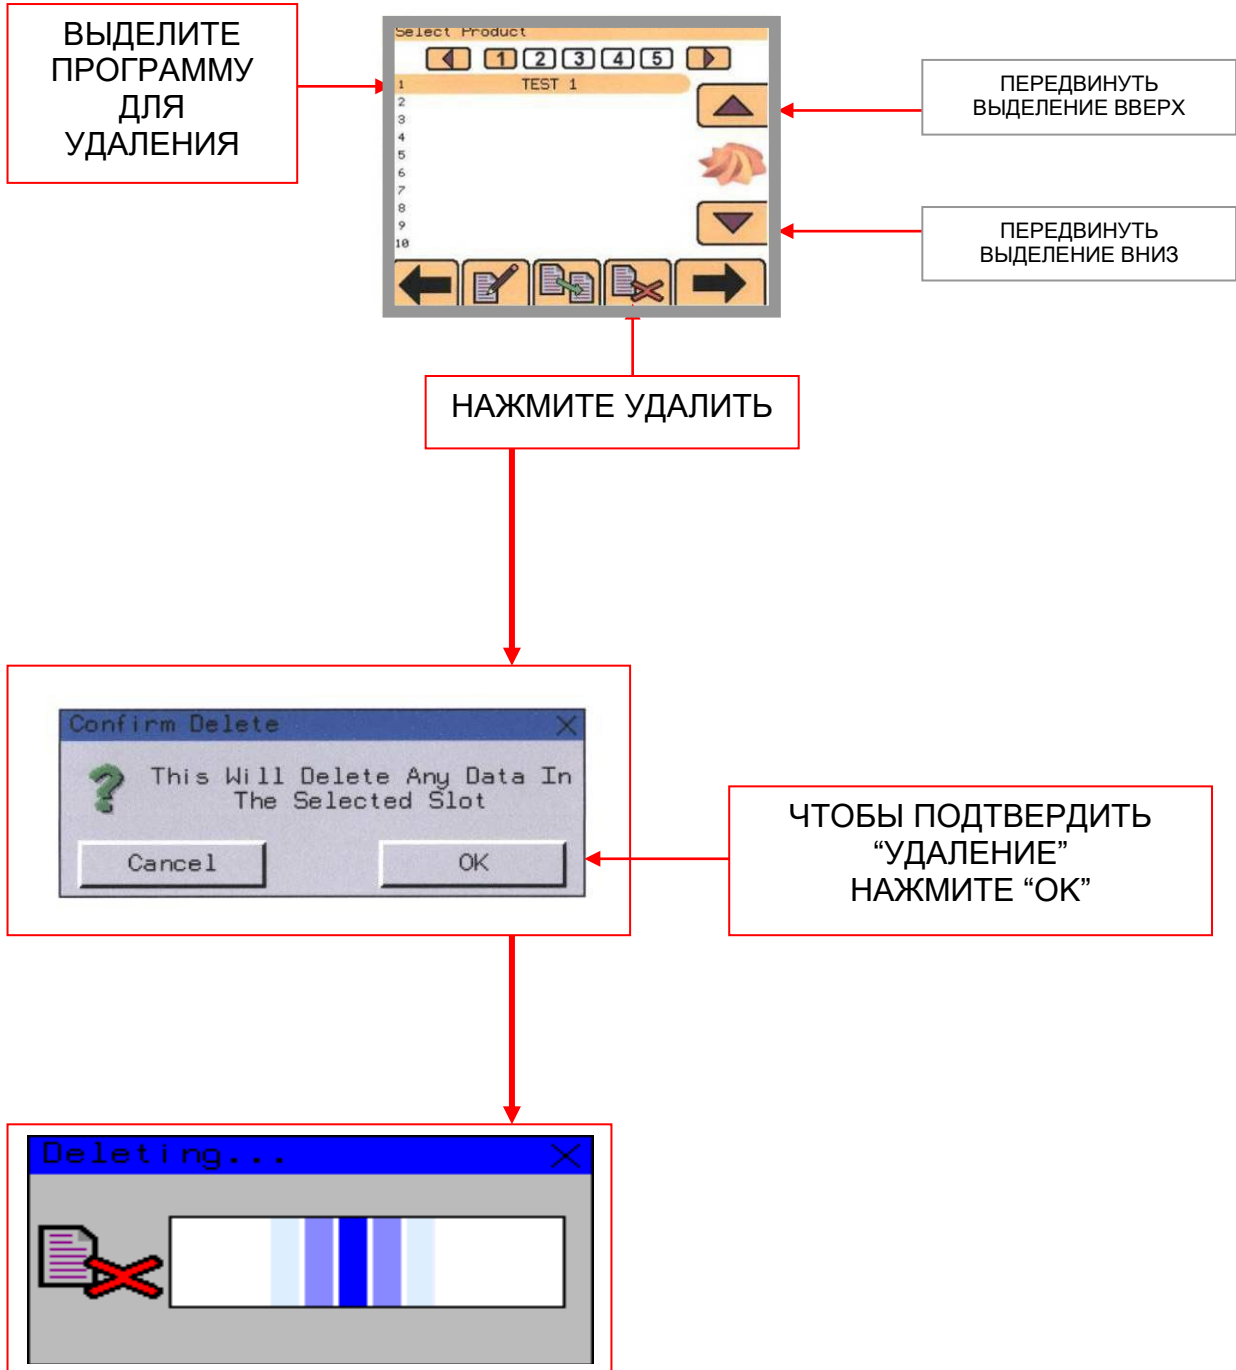 ВЫДЕЛИТЕ
ПРОГРАММУ
ДЛЯ
УДАЛЕНИЯ
Select Product
1 2 3 4 5
1 TEST 1
2
3
4
5
6
7
8
9
10
ПЕРЕДВИНУТЬ
ВЫДЕЛЕНИЕ ВВЕРХ
ПЕРЕДВИНУТЬ
ВЫДЕЛЕНИЕ ВНИЗ
НАЖМИТЕ УДАЛИТЬ
Confirm Delete
This Will Delete Any Data In
The Selected Slot
Cancel OK
ЧТОБЫ ПОДТВЕРДИТЬ
“УДАЛЕНИЕ”
НАЖМИТЕ “OK”
Deleting...